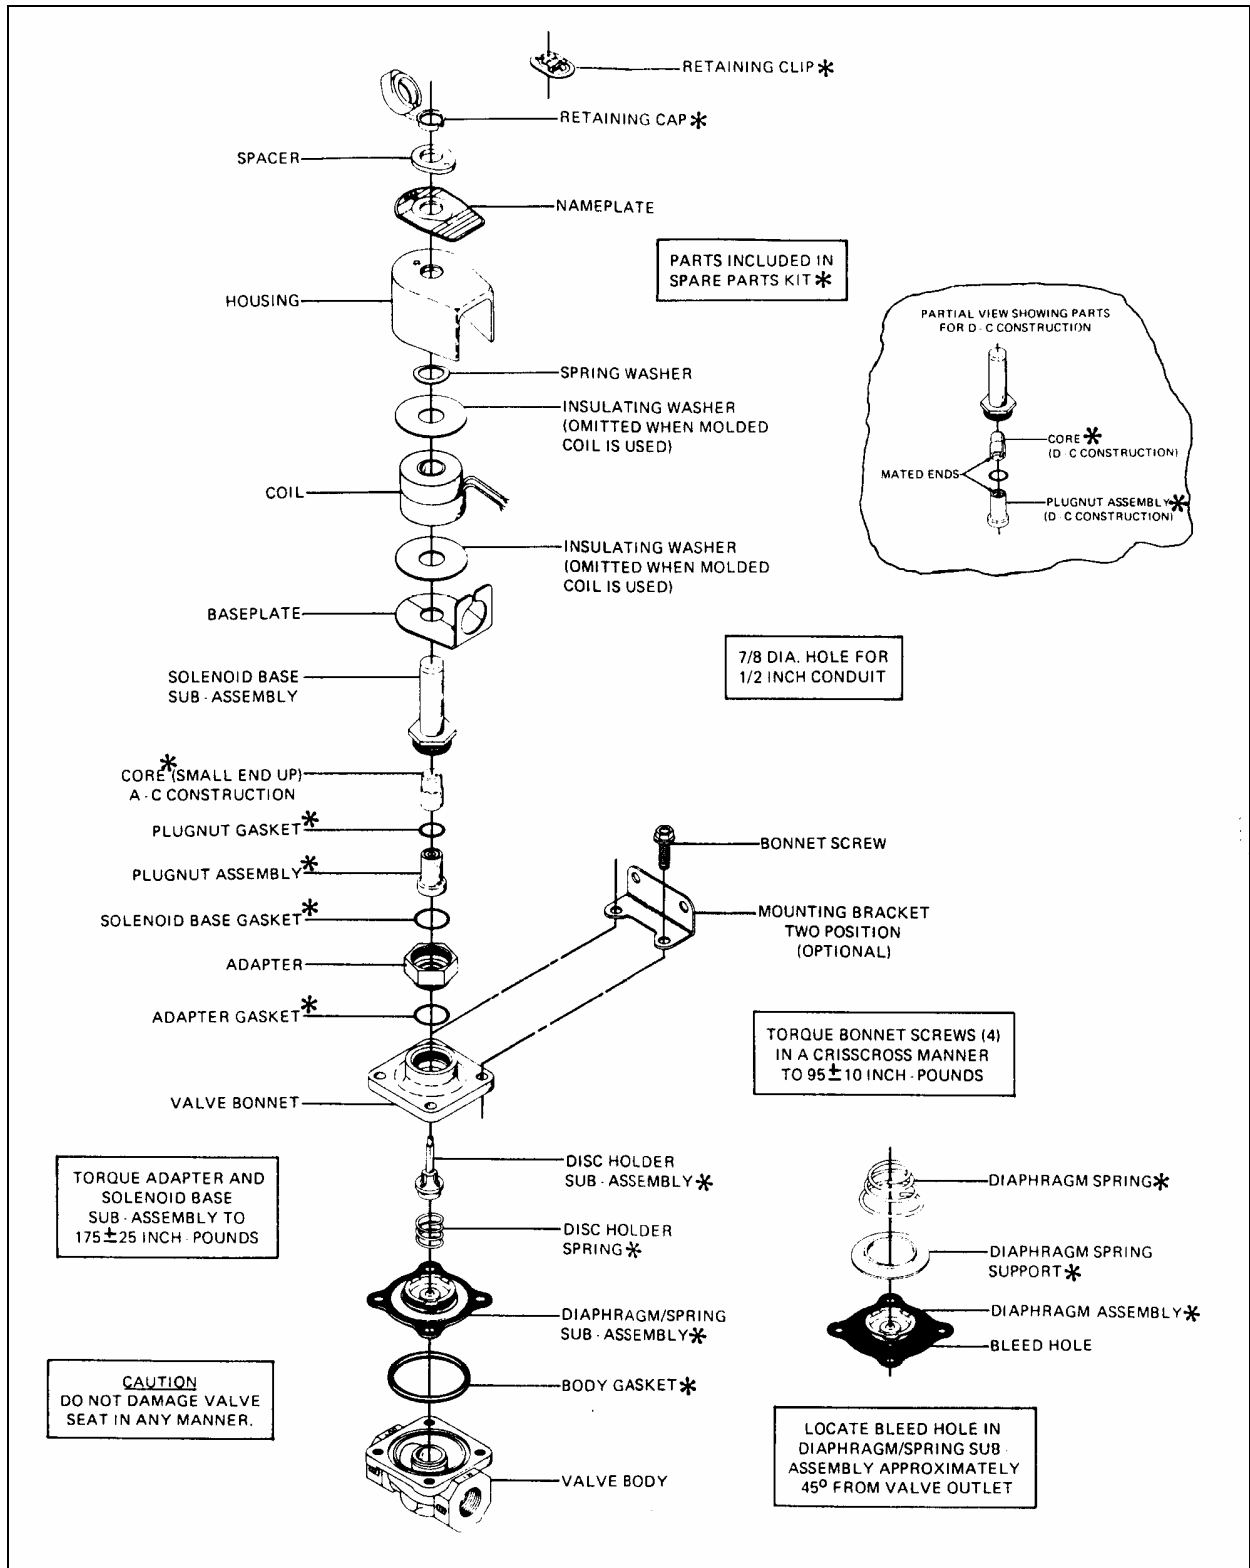 RETAINING CLIP*
RETAINING CAP*
SPACER
NAMEPLATE
PARTS INCLUDED IN
SPARE PARTS KIT*
HOUSING
PARTIAL VIEW SHOWING PARTS
FOR D-C CONSTRUCTION
SPRING WASHER
INSULATING WASHER
(OMITTED WHEN MOLDED
COIL IS USED)
CORE*
(D-C CONSTRUCTION)
MATED ENDS
PLUGNUT ASSEMBLY*
(D-C CONSTRUCTION)
COIL
INSULATING WASHER
(OMITTED WHEN MOLDED
COIL IS USED)
BASEPLATE
7/8 DIA. HOLE FOR
1/2 INCH CONDUIT
SOLENOID BASE
SUB-ASSEMBLY
CORE*(SMALL END UP)
A-C CONSTRUCTION
PLUGNUT GASKET*
BONNET SCREW
PLUGNUT ASSEMBLY*
SOLENOID BASE GASKET*
MOUNTING BRACKET
TWO POSITION
(OPTIONAL)
ADAPTER
ADAPTER GASKET*
TORQUE BONNET SCREWS (4)
IN A CRISSCROSS MANNER
TO 95±10 INCH-POUNDS
VALVE BONNET
TORQUE ADAPTER AND
SOLENOID BASE
SUB-ASSEMBLY TO
175±25 INCH-POUNDS
DISC HOLDER
SUB-ASSEMBLY*
DIAPHRAGM SPRING*
DISC HOLDER
SPRING*
DIAPHRAGM SPRING
SUPPORT*
DIAPHRAGM/SPRING
SUB-ASSEMBLY*
DIAPHRAGM ASSEMBLY*
BLEED HOLE
CAUTION
DO NOT DAMAGE VALVE
SEAT IN ANY MANNER.
BODY GASKET*
LOCATE BLEED HOLE IN
DIAPHRAGM/SPRING SUB-
ASSEMBLY APPROXIMATELY
45° FROM VALVE OUTLET
VALVE BODY